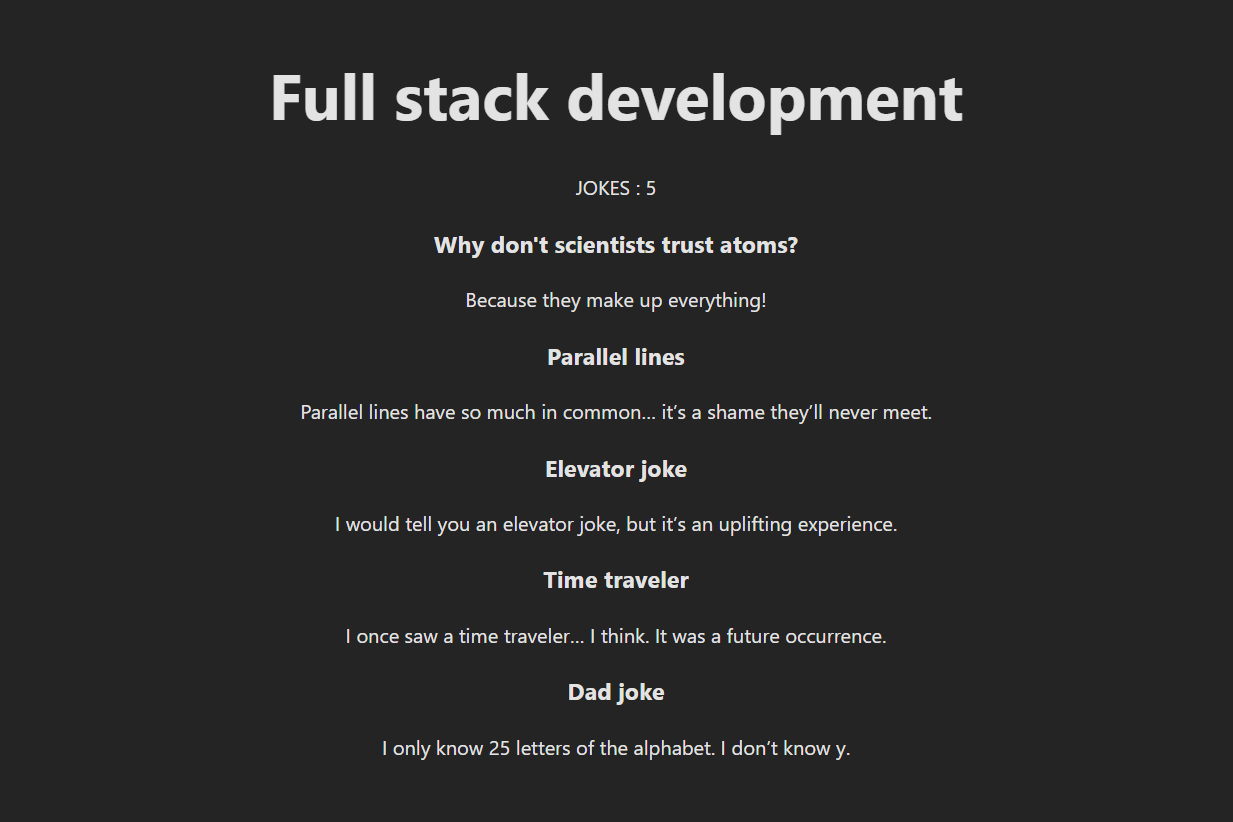 Full stack development
JOKES : 5
Why don't scientists trust atoms?
Because they make up everything!
Parallel lines
Parallel lines have so much in common… it’s a shame they’ll never meet.
Elevator joke
I would tell you an elevator joke, but it’s an uplifting experience.
Time traveler
I once saw a time traveler… I think. It was a future occurrence.
Dad joke
I only know 25 letters of the alphabet. I don’t know y.